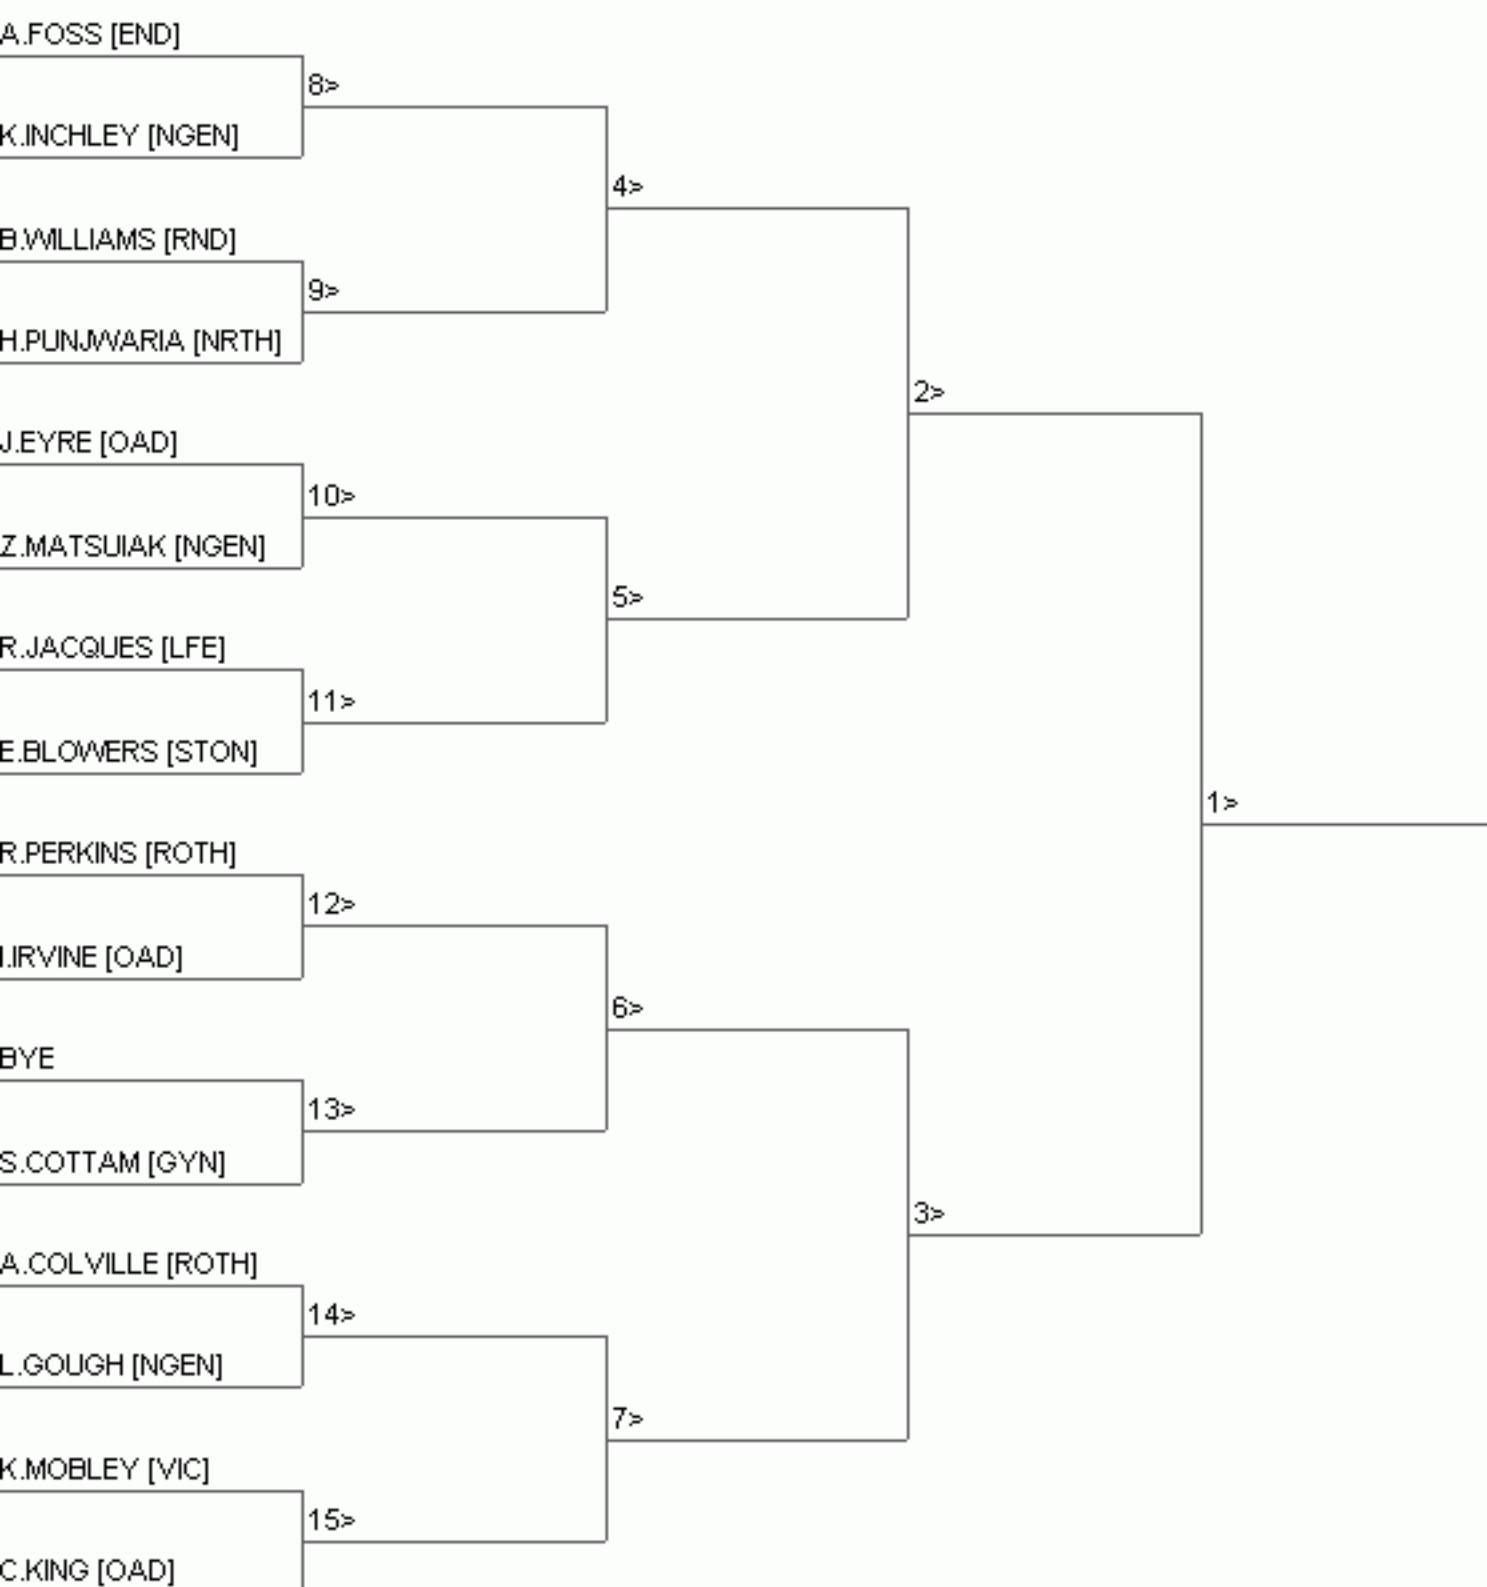 A.FOSS [END]
8>
K.INCHLEY [NGEN]
4>
B.WILLIAMS [RND]
9>
H.PUNJWARIA [NRTH]
2>
J.EYRE [OAD]
10>
Z.MATSUIAK [NGEN]
5>
R.JACQUES [LFE]
11>
E.BLOWERS [STON]
1>
R.PERKINS [ROTH]
12>
I.IRVINE [OAD]
6>
BYE
13>
S.COTTAM [GYN]
3>
A.COLVILLE [ROTH]
14>
L.GOUGH [NGEN]
7>
K.MOBLEY [VIC]
15>
C.KING [OAD]